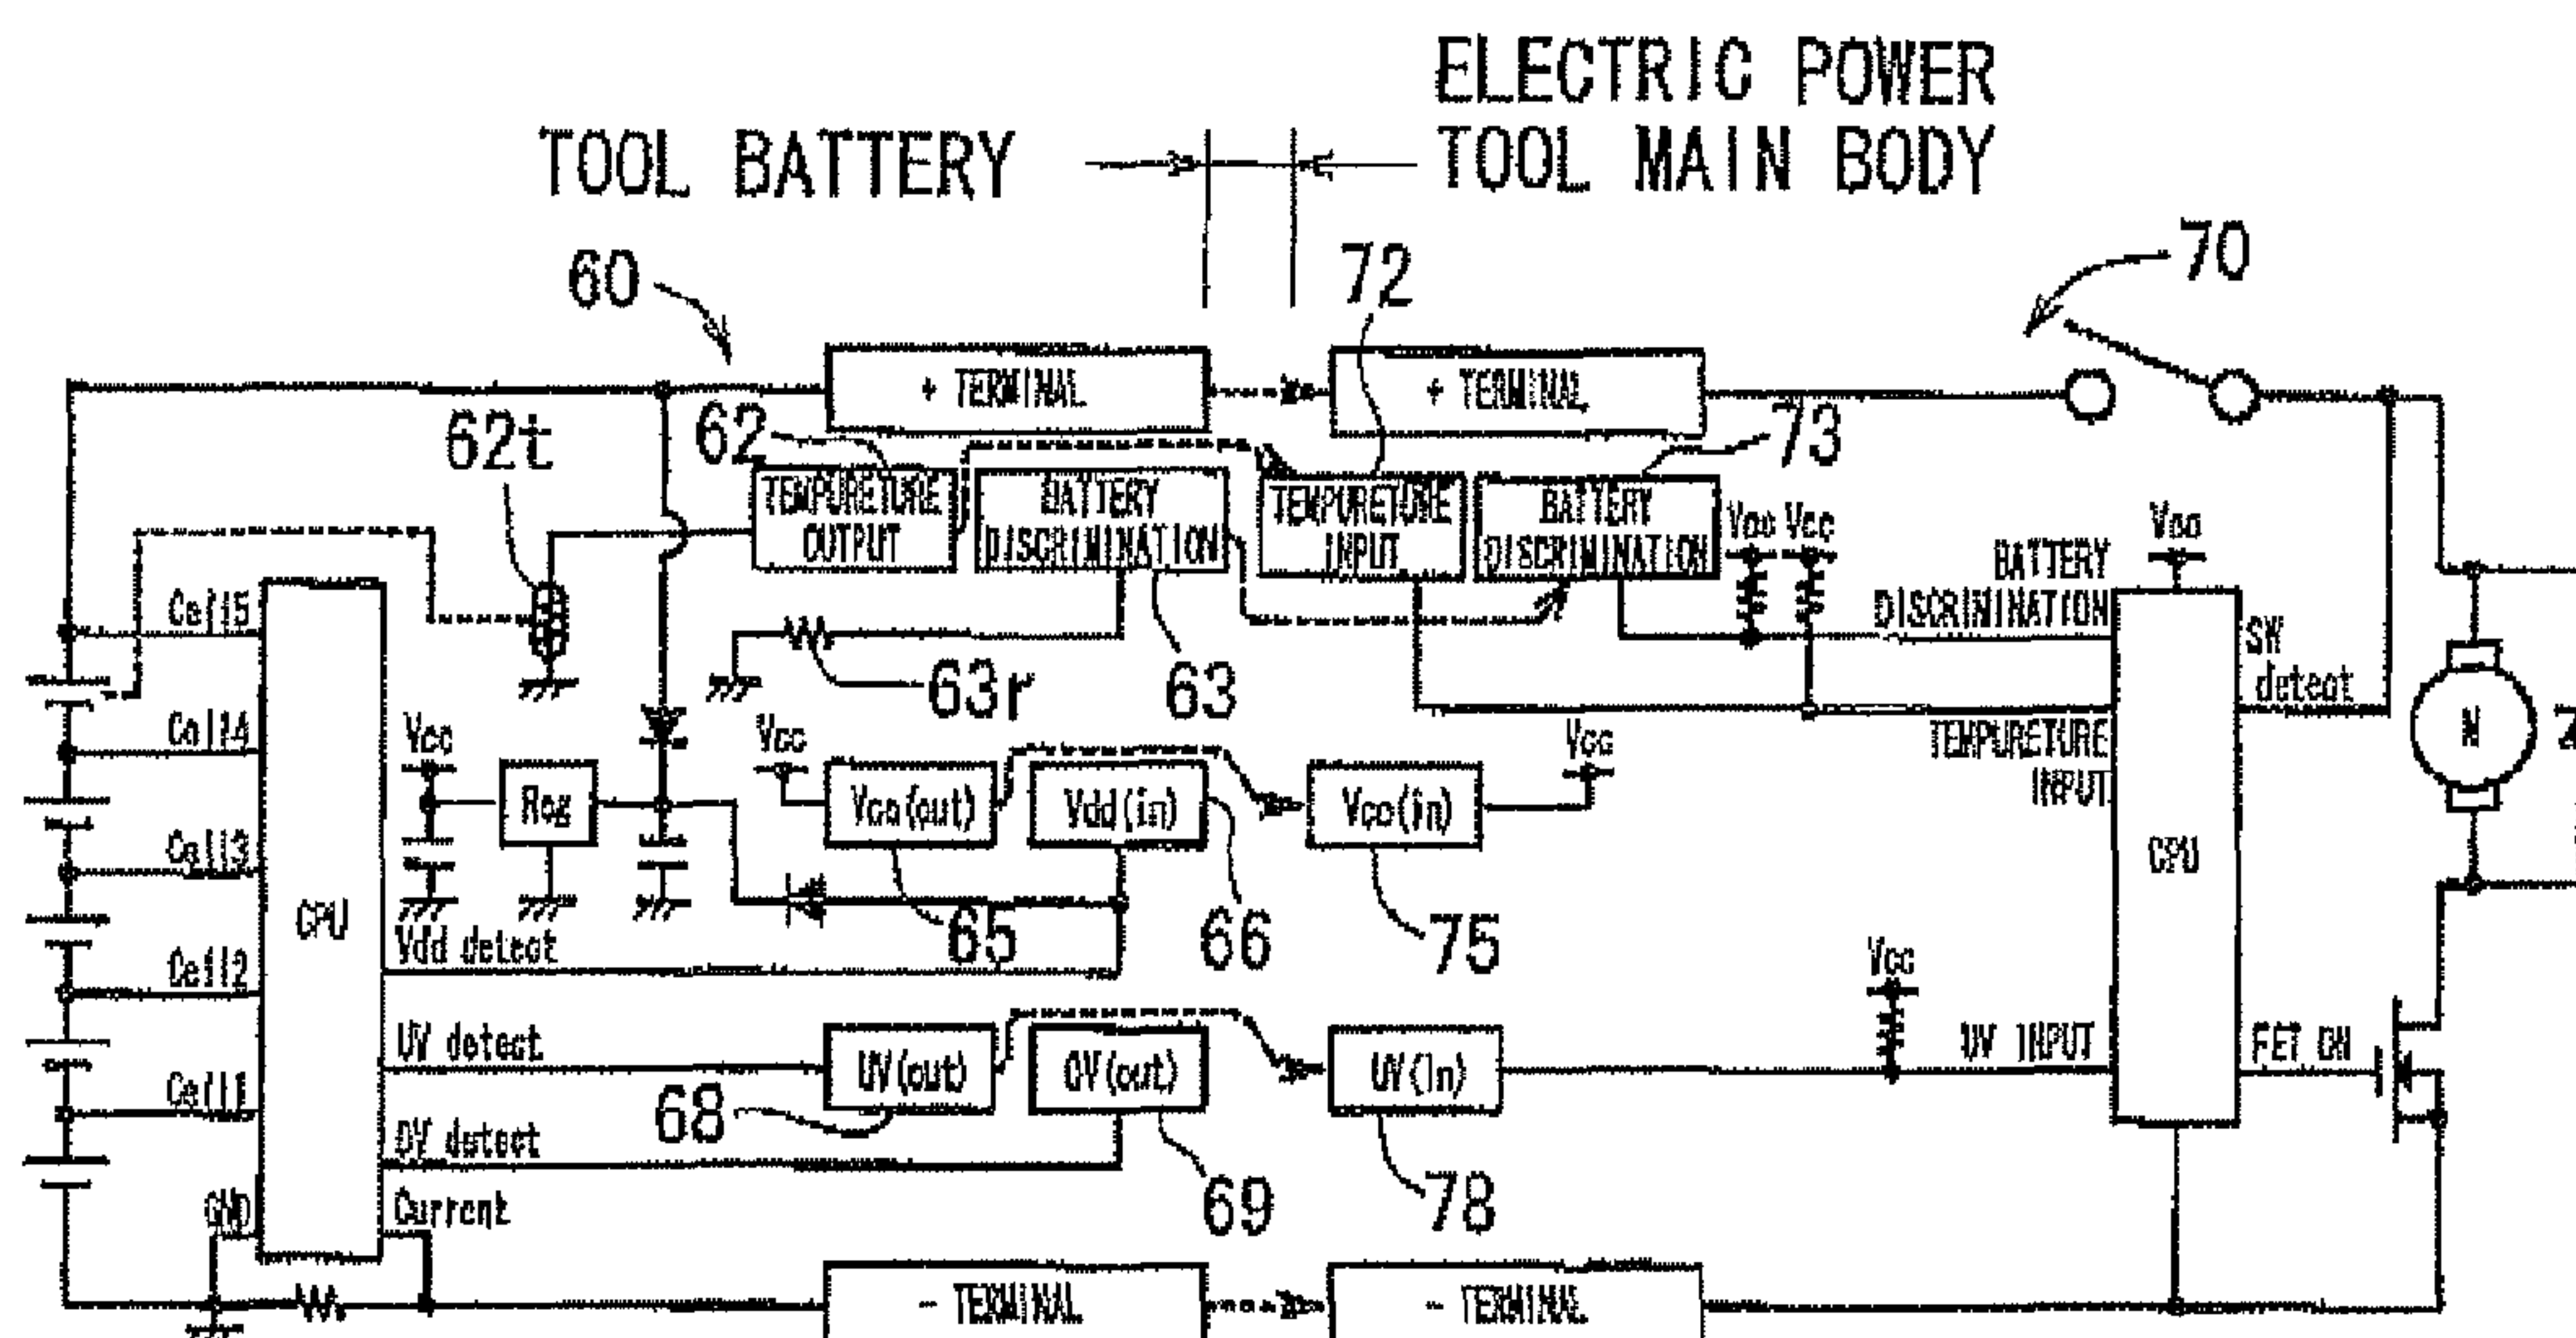 ELECTRIC POWER
TOOL BATTERY
TOOL MAIN BODY
60
72
70
+ TERMINAL
+ TERMINAL
62t
62
73
TEMPURETURE
OUTPUT
BATTERY
DISCRIMINATION
TEMPURETURE
INPUT
BATTERY
DISCRIMINATION
Vcc
Vcc
Vcc
BATTERY
DISCRIMINATION
SW
detect
Cell5
63r
63
Cell4
Vcc
Vcc
Vcc
TEMPURETURE
INPUT
M
Reg
Vcc(out)
Vdd(in)
Vcc(in)
Cell3
CPU
CPU
65
66
75
Vdd detect
Cell2
Vcc
UV detect
UV(out)
OV(out)
UV(in)
UV INPUT
FET ON
Cell1
68
OV detect
69
78
GND
Current
- TERMINAL
- TERMINAL